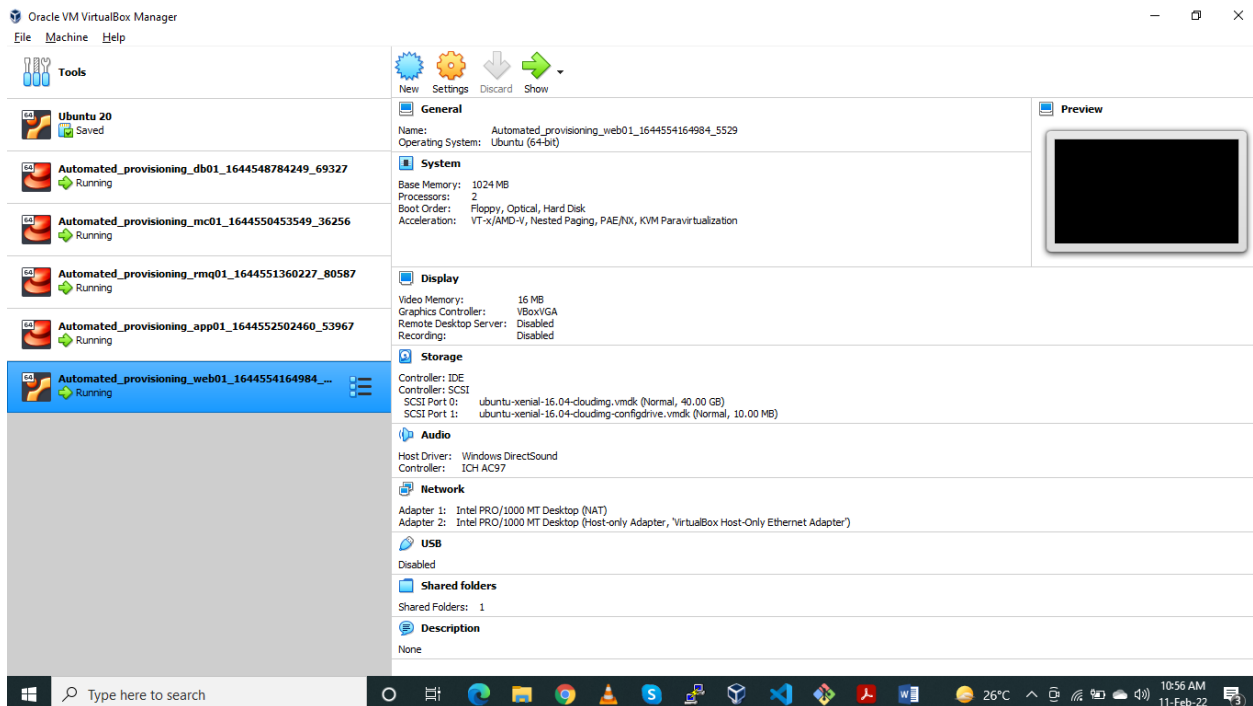 Oracle VM VirtualBox Manager
File Machine Help
Tools
New Settings Discard Show
64 Ubuntu 20
Saved
64 Automated_provisioning_db01_1644548784249_69327
Running
64 Automated_provisioning_mc01_1644550453549_36256
Running
64 Automated_provisioning_rmq01_1644551360227_80587
Running
64 Automated_provisioning_app01_1644552502460_53967
Running
64 Automated_provisioning_web01_1644554164984_...
Running
General
Name: Automated_provisioning_web01_1644554164984_5529
Operating System: Ubuntu (64-bit)
Preview
System
Base Memory: 1024 MB
Processors: 2
Boot Order: Floppy, Optical, Hard Disk
Acceleration: VT-x/AMD-V, Nested Paging, PAE/NX, KVM Paravirtualization
Display
Video Memory: 16 MB
Graphics Controller: VBoxVGA
Remote Desktop Server: Disabled
Recording: Disabled
Storage
Controller: IDE
Controller: SCSI
SCSI Port 0: ubuntu-xenial-16.04-cloudimg.vmdk (Normal, 40.00 GB)
SCSI Port 1: ubuntu-xenial-16.04-cloudimg-configdrive.vmdk (Normal, 10.00 MB)
Audio
Host Driver: Windows DirectSound
Controller: ICH AC97
Network
Adapter 1: Intel PRO/1000 MT Desktop (NAT)
Adapter 2: Intel PRO/1000 MT Desktop (Host-only Adapter, 'VirtualBox Host-Only Ethernet Adapter')
USB
Disabled
Shared folders
Shared Folders: 1
Description
None
Type here to search
26°C
10:56 AM
11-Feb-22
3